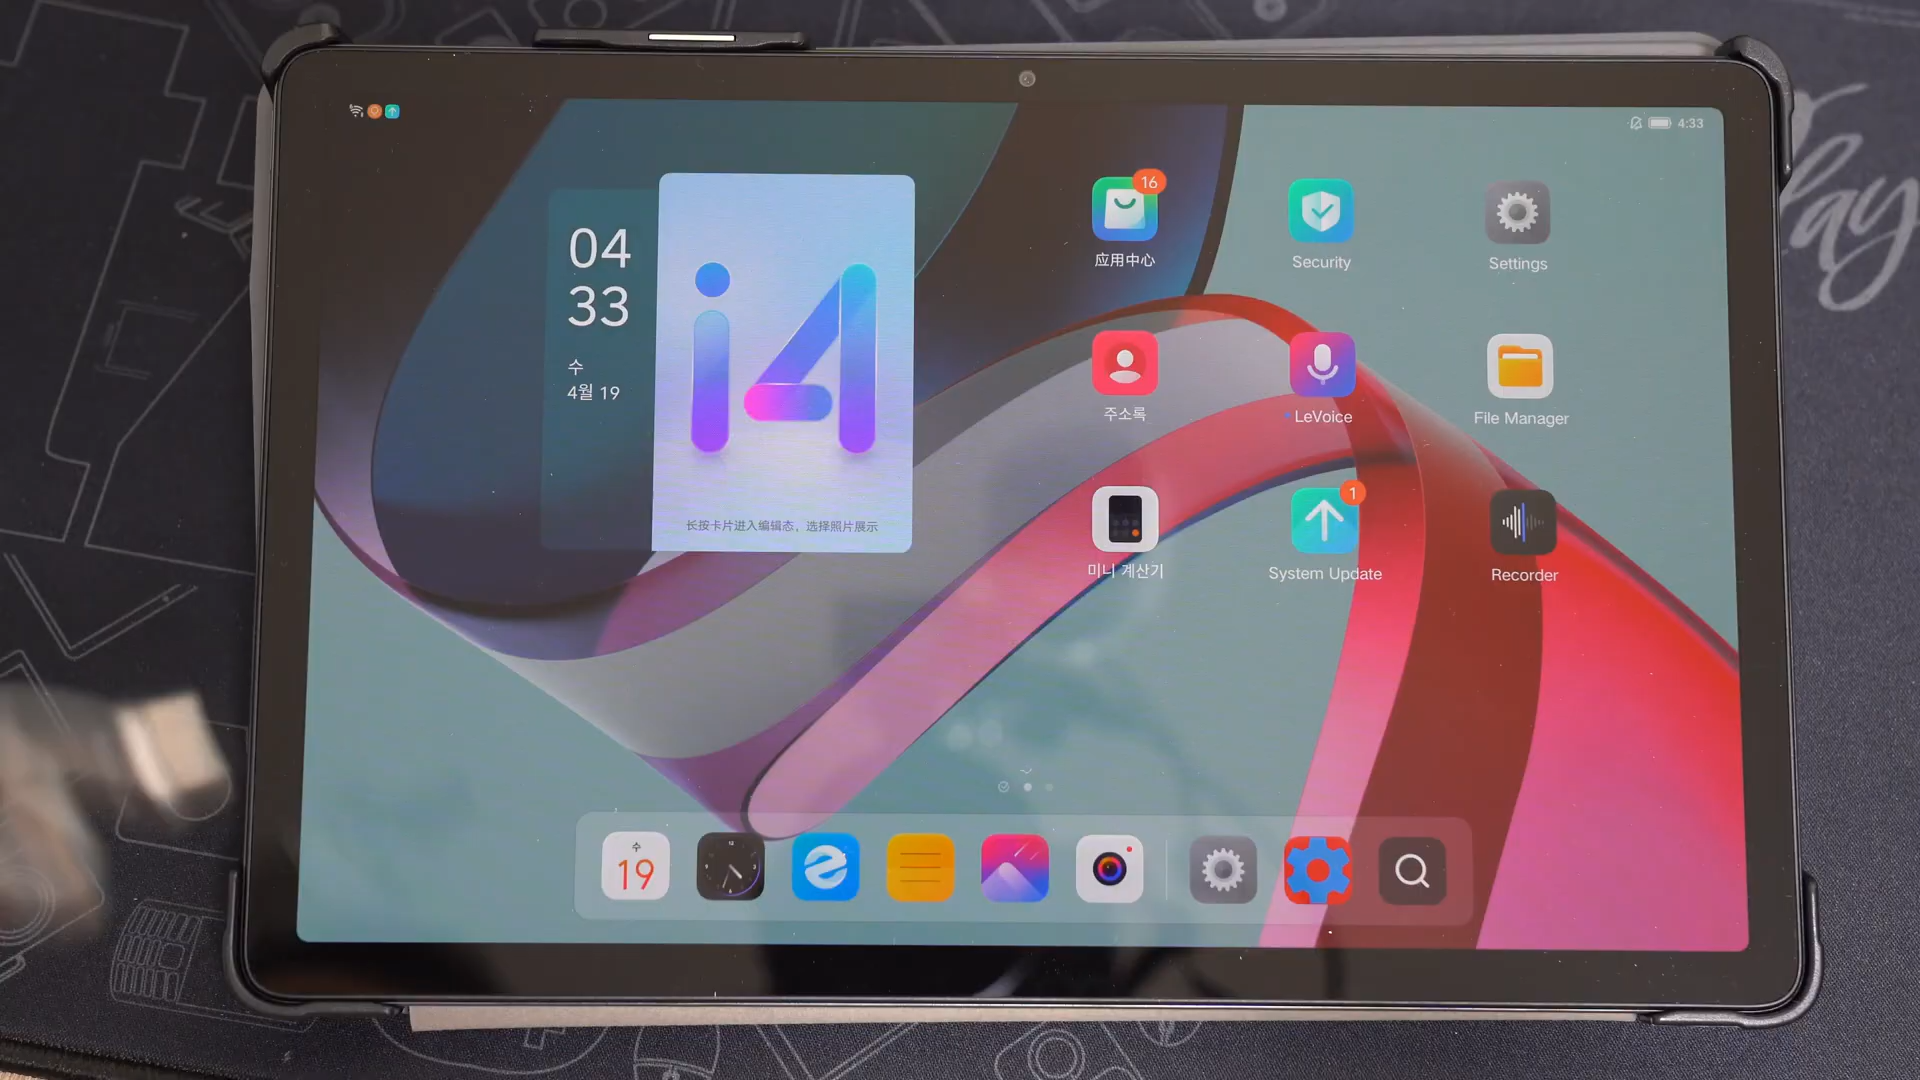 4:33
04
33
수
4월 19
i4
长按卡片进入编辑态、选择照片展示
16
应用中心
Security
Settings
주소록
LeVoice
File Manager
미니 계산기
1
System Update
Recorder
수
19